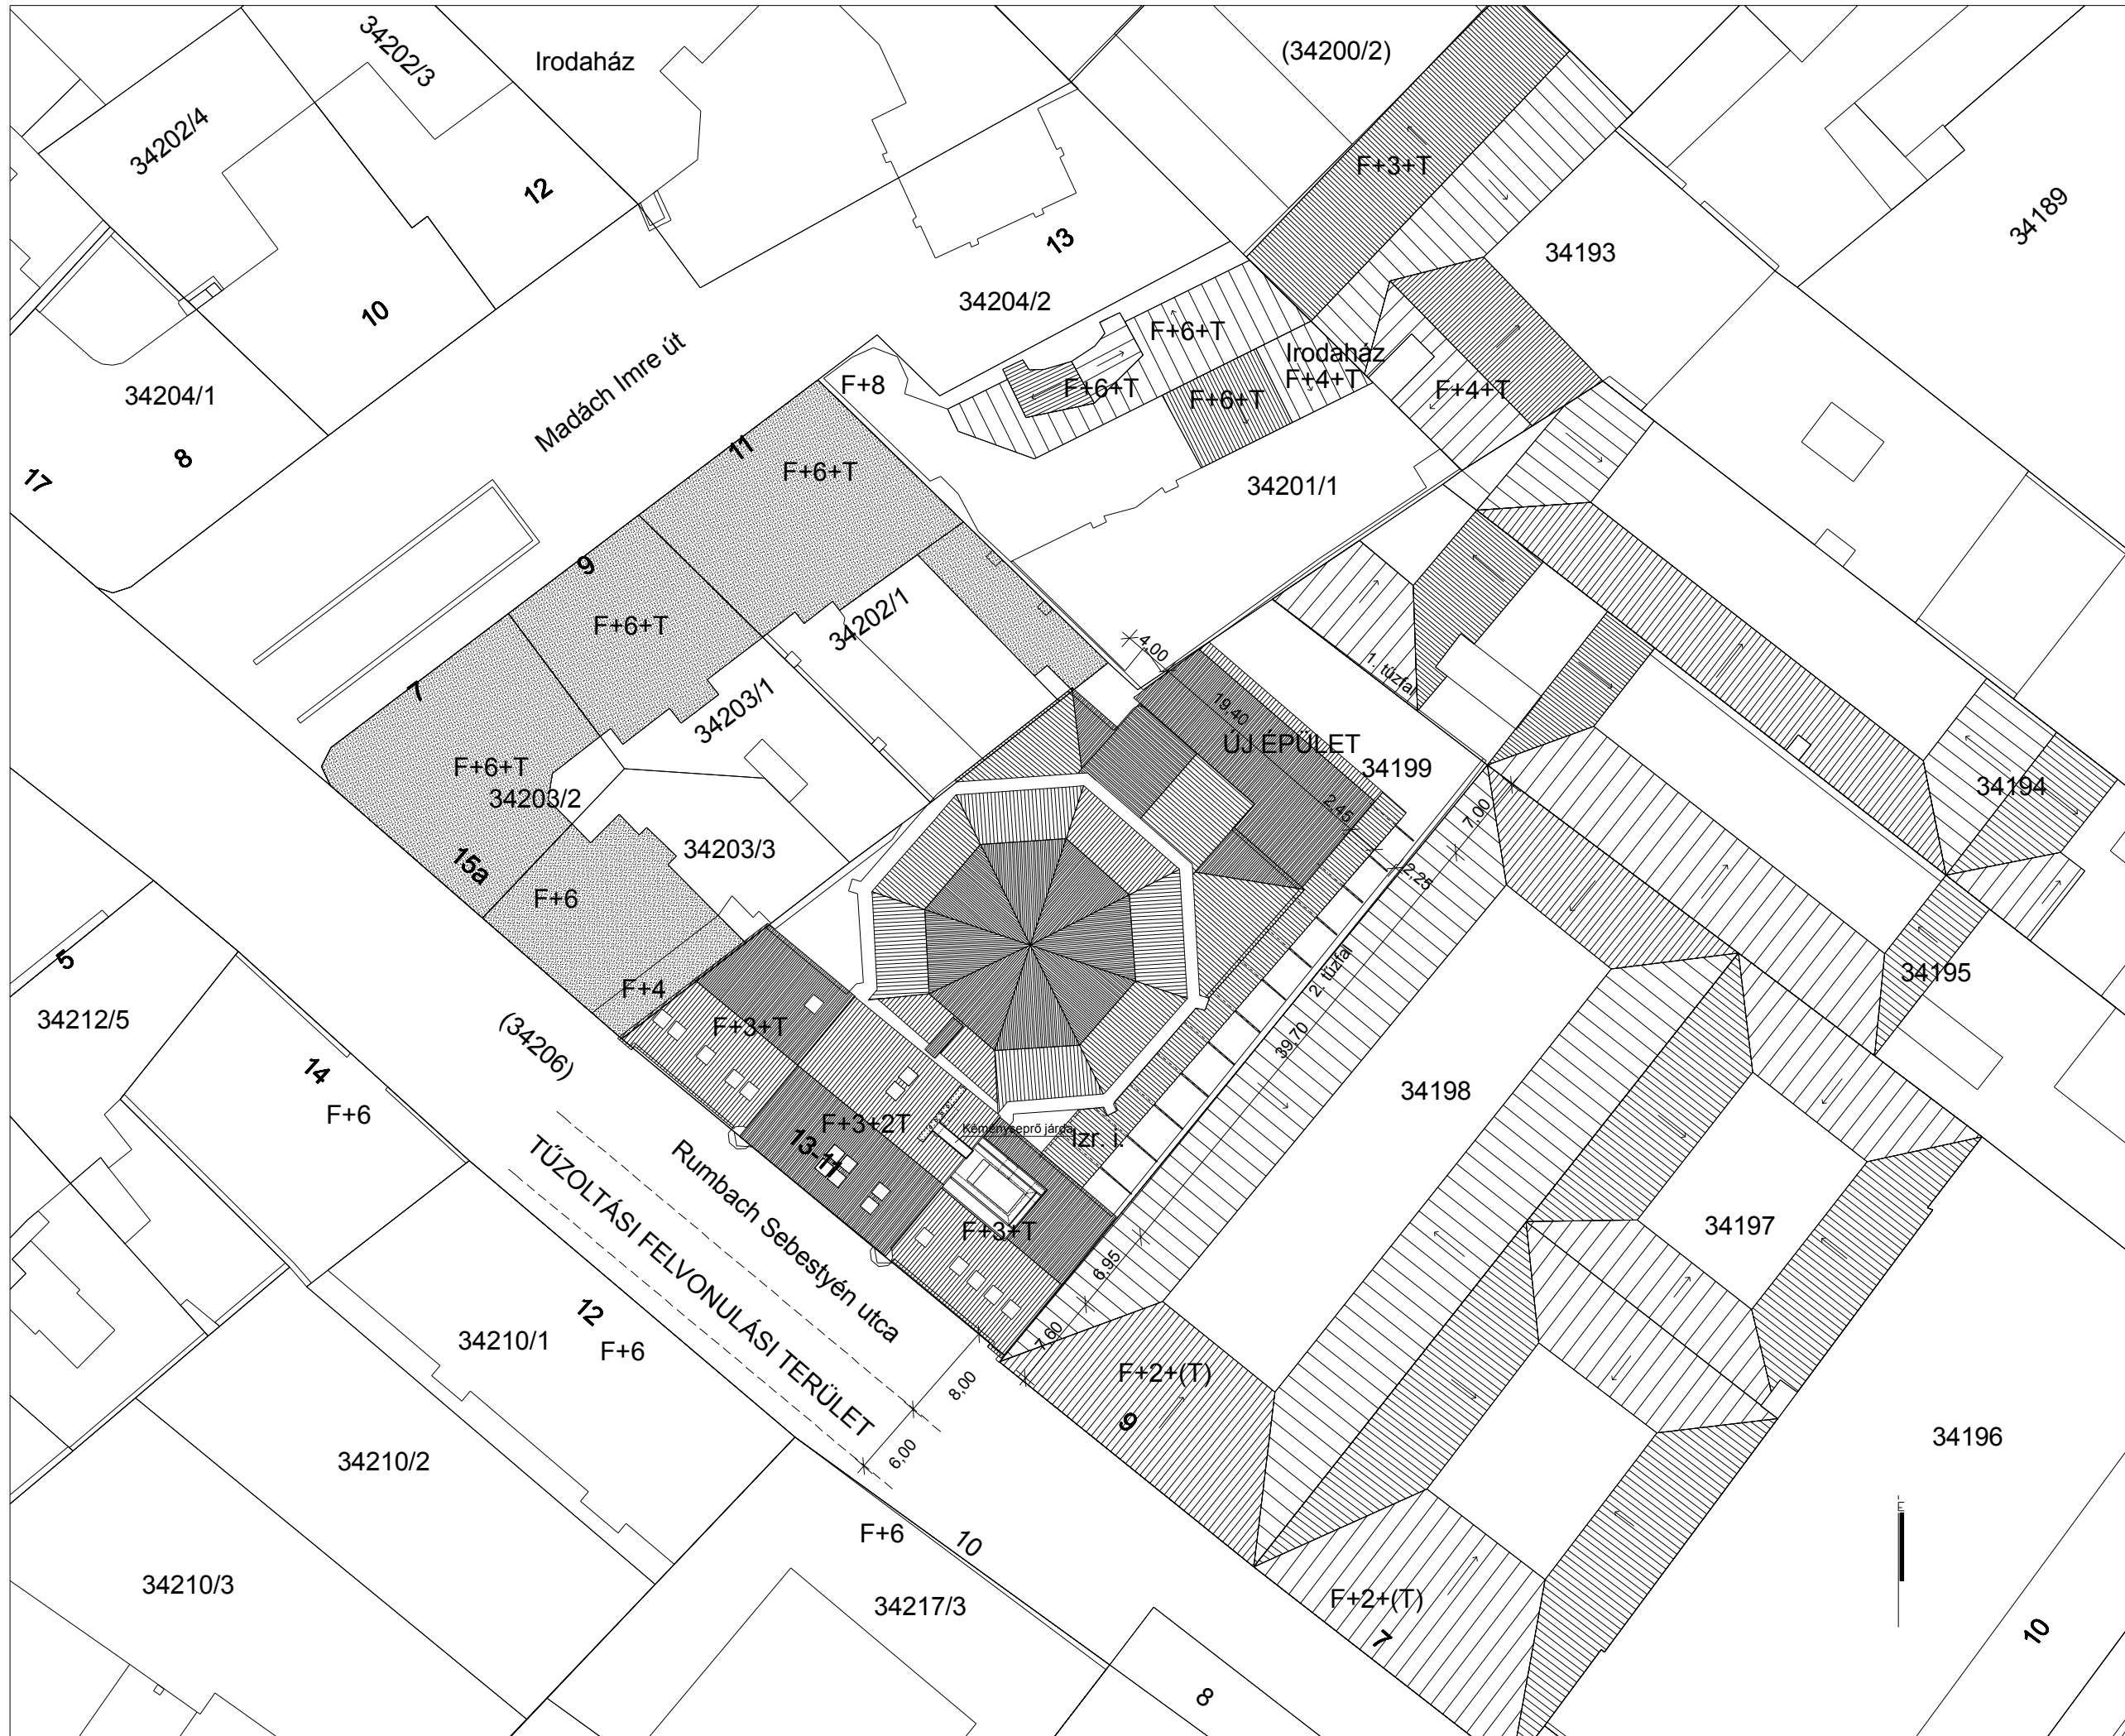 34202/3
Irodaház
(34200/2)
34202/4
F+3+T
12
34189
13
34193
10
34204/2
F+6+T
Madách Imre út
Irodaház
F+8
F+4+T
F+6+T
F+4+T
34204/1
F+6+T
11
8
F+6+T
17
34201/1
9
34202/1
F+6+T
4,00
1. tűzfal
7
34203/1
19,40
ÚJ ÉPÜLET
F+6+T
34199
34203/2
34194
2,45
7,00
34203/3
15a
2,25
F+6
5
2. tűzfal
34195
F+4
34212/5
(34206)
F+3+T
39,70
14
34198
F+6
F+3+2T
Kéményseprő járda
Izr. i.
13-11
TŰZOLTÁSI FELVONULÁSI TERÜLET
Rumbach Sebestyén utca
F+3+T
34197
6,95
12
34210/1
F+6
7,60
8,00
F+2+(T)
9
34196
34210/2
6,00
É
F+6
10
34210/3
34217/3
F+2+(T)
7
10
8